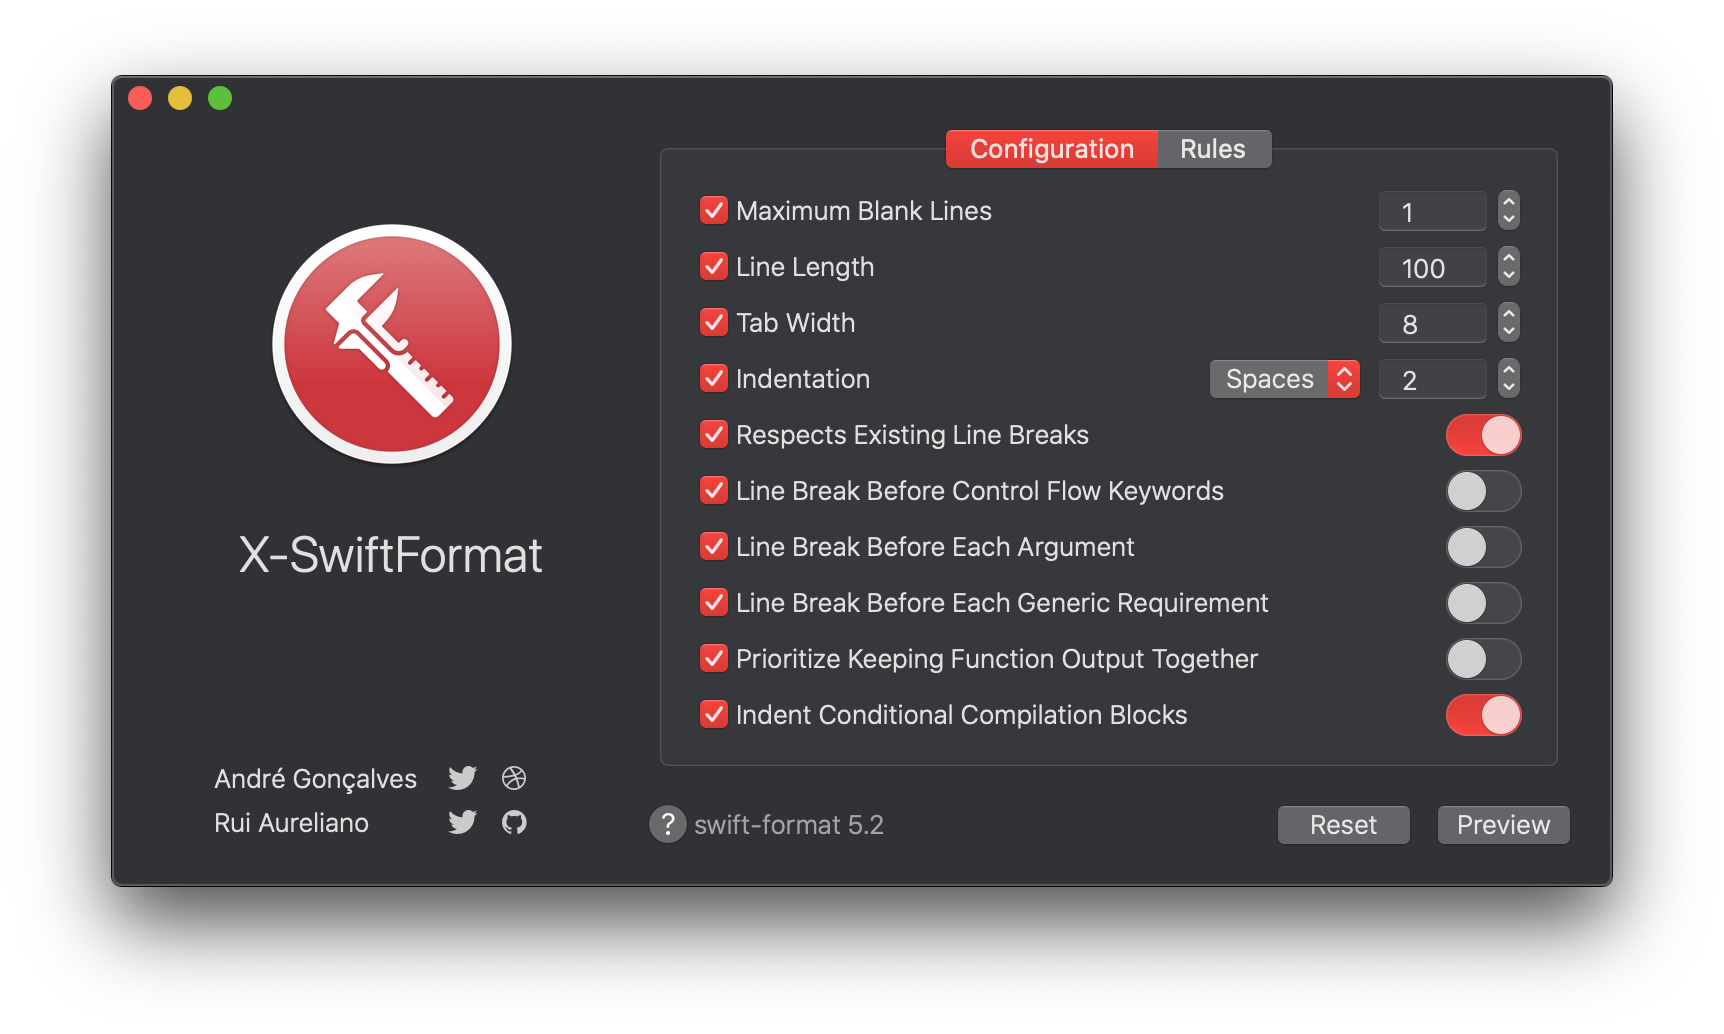 Configuration Rules
Maximum Blank Lines 1
Line Length 100
Tab Width 8
Indentation Spaces 2
Respects Existing Line Breaks
Line Break Before Control Flow Keywords
Line Break Before Each Argument
Line Break Before Each Generic Requirement
Prioritize Keeping Function Output Together
Indent Conditional Compilation Blocks
X-SwiftFormat
André Gonçalves
Rui Aureliano
? swift-format 5.2
Reset Preview